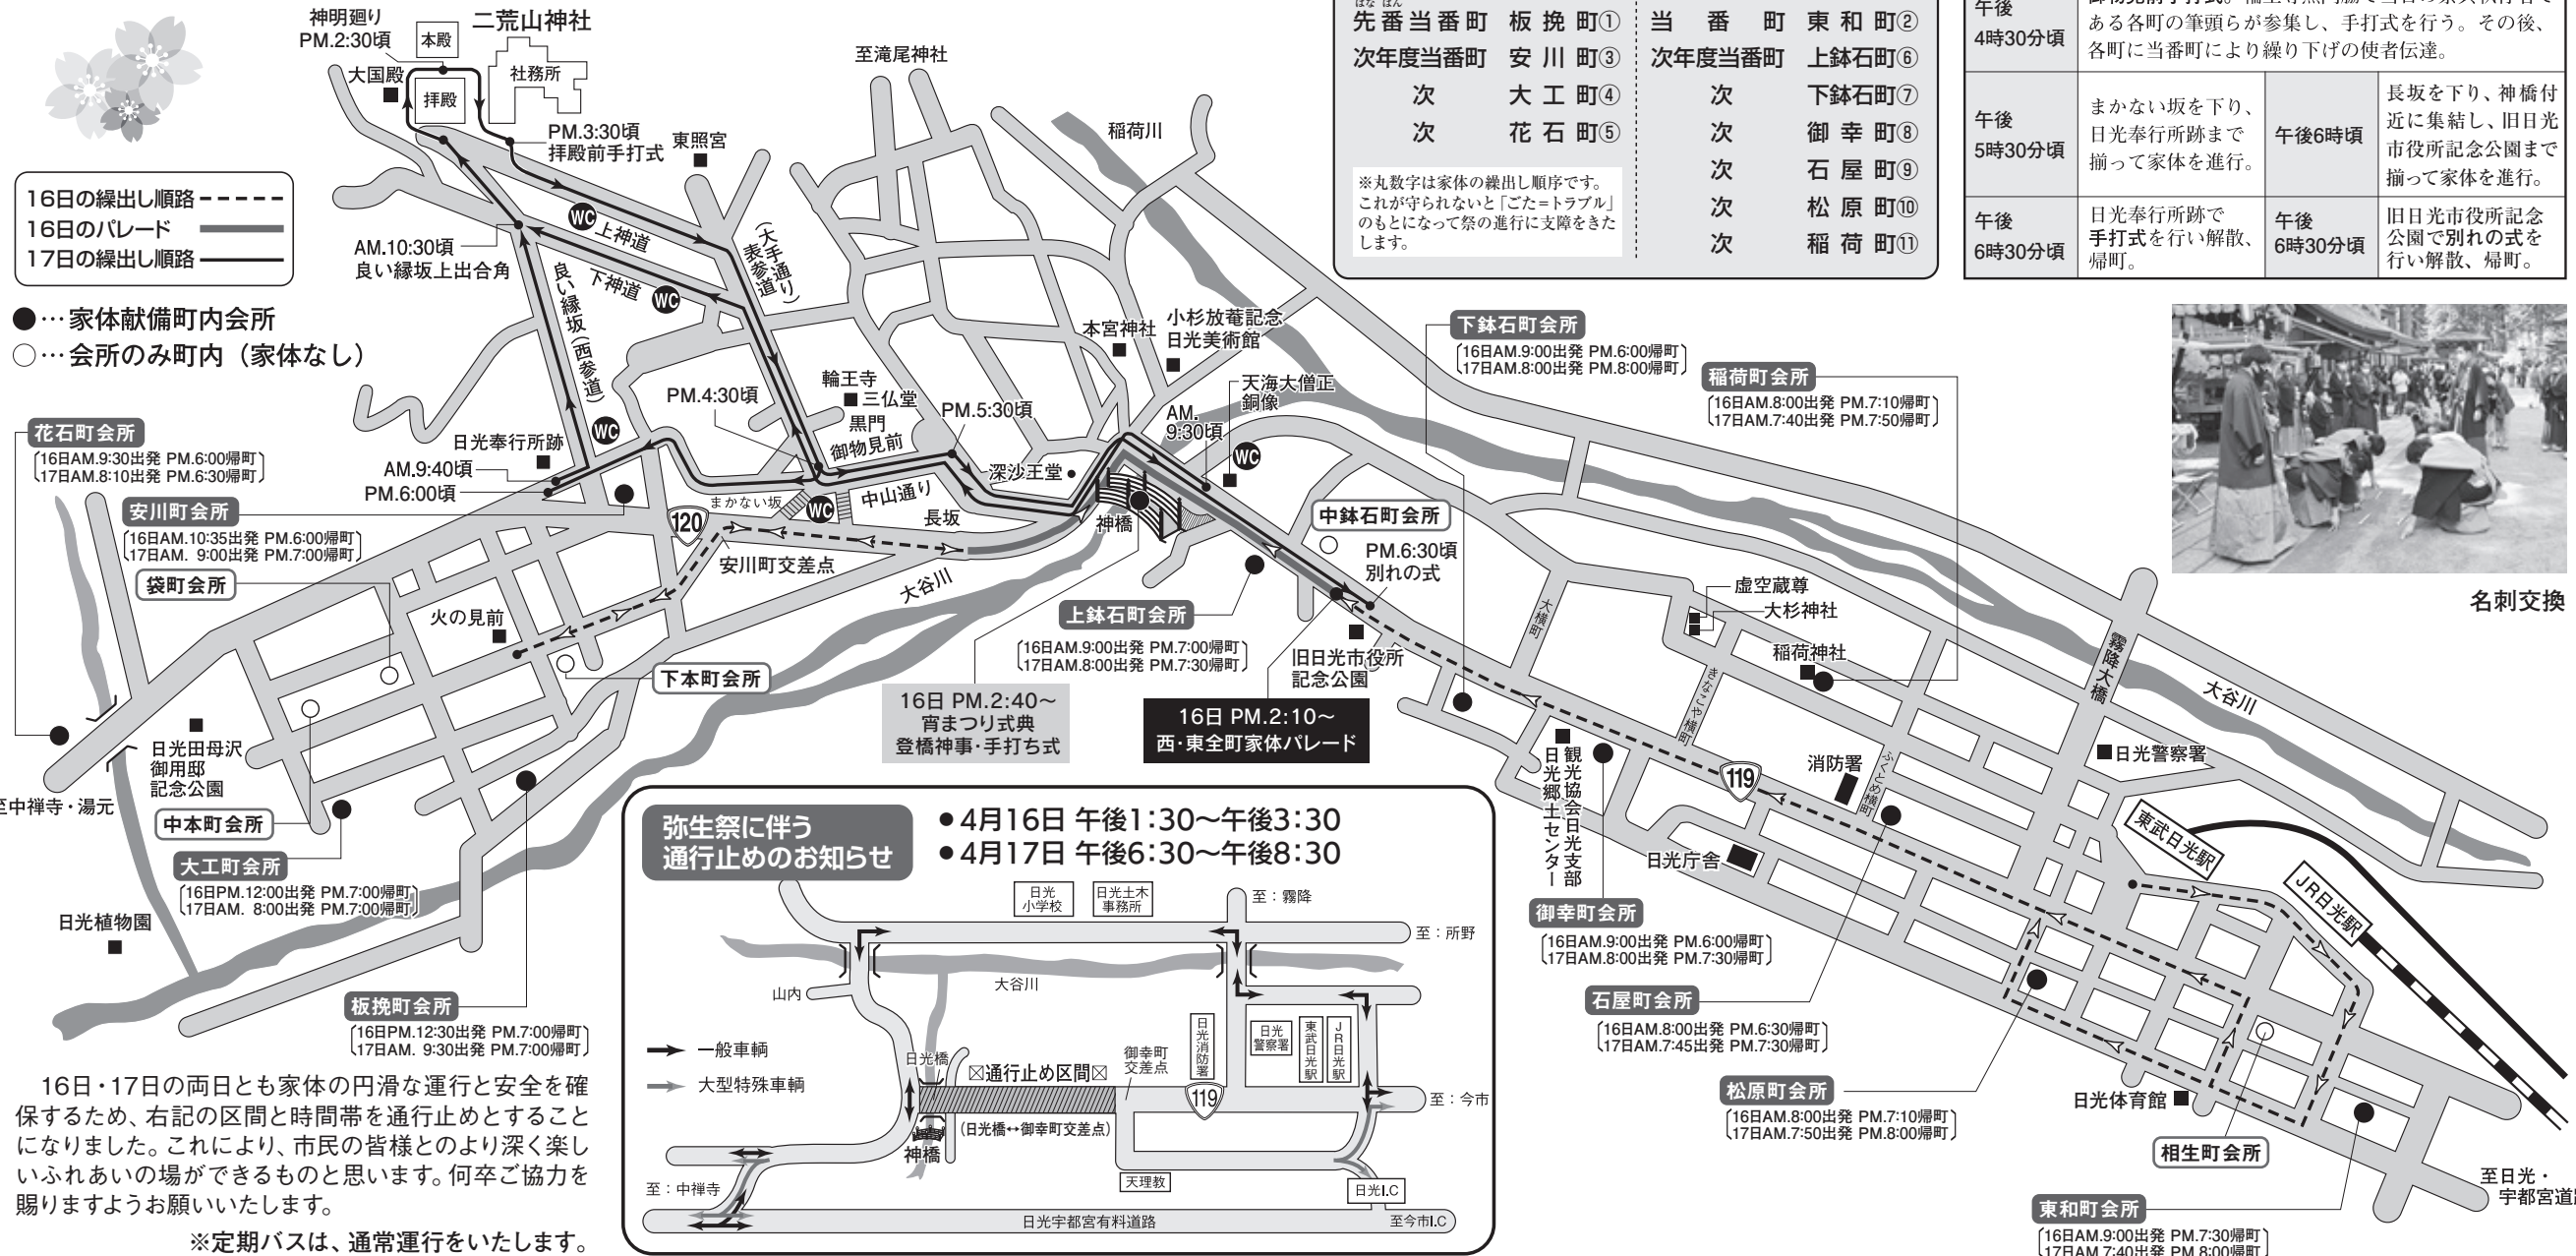 神明廻り
PM.2:30頃
二荒山神社
本殿
大国殿
拝殿
社務所
PM.3:30頃
拝殿前手打式
東照宮
至滝尾神社
稲荷川
16日の繰出し順路
16日のパレード
17日の繰出し順路
●…家体献備町内会所
○…会所のみ町内（家体なし）
AM.10:30頃
良い縁坂上出合角
WC
上神道
下神道
WC
（大手通り）
表参道
良い縁坂（西参道）
WC
先番当番町 板挽町①
はな ばん
次年度当番町 安川町③
次 大工町④
次 花石町⑤
※丸数字は家体の繰出し順序です。
これが守られないと「ごた=トラブル」
のもとになって祭の進行に支障をきた
します。
当番町 東和町②
次年度当番町 上鉢石町⑥
次 下鉢石町⑦
次 御幸町⑧
次 石屋町⑨
次 松原町⑩
次 稲荷町⑪
午後
4時30分頃
ある各町の筆頭らが参集し、手打式を行う。その後、
各町に当番町により繰り下げの使者伝達。
午後
5時30分頃
まかない坂を下り、
日光奉行所跡まで
揃って家体を進行。
午後6時頃
長坂を下り、神橋付
近に集結し、旧日光
市役所記念公園まで
揃って家体を進行。
午後
6時30分頃
日光奉行所跡で
手打式を行い解散、
帰町。
午後
6時30分頃
旧日光市役所記念
公園で別れの式を
行い解散、帰町。
名刺交換
本宮神社
小杉放菴記念
日光美術館
天海大僧正
銅像
AM.
9:30頃
WC
PM.4:30頃
輪王寺
三仏堂
黒門
御物見前
PM.5:30頃
深沙王堂
神橋
まかない坂
WC
中山通り
長坂
120
安川町交差点
大谷川
日光奉行所跡
AM.9:40頃
PM.6:00頃
花石町会所
16日AM.9:30出発 PM.6:00帰町
17日AM.8:10出発 PM.6:30帰町
安川町会所
16日AM.10:35出発 PM.6:00帰町
17日AM. 9:00出発 PM.7:00帰町
袋町会所
火の見前
下本町会所
日光田母沢
御用邸
記念公園
至中禅寺・湯元
中本町会所
大工町会所
16日PM.12:00出発 PM.7:00帰町
17日AM. 8:00出発 PM.7:00帰町
日光植物園
板挽町会所
16日PM.12:30出発 PM.7:00帰町
17日AM. 9:30出発 PM.7:00帰町
上鉢石町会所
16日AM.9:00出発 PM.7:00帰町
17日AM.8:00出発 PM.7:30帰町
中鉢石町会所
PM.6:30頃
別れの式
旧日光市役所
記念公園
16日 PM.2:40～
宵まつり式典
登橋神事・手打ち式
16日 PM.2:10～
西・東全町家体パレード
下鉢石町会所
16日AM.9:00出発 PM.6:00帰町
17日AM.8:00出発 PM.8:00帰町
稲荷町会所
16日AM.8:00出発 PM.7:10帰町
17日AM.7:40出発 PM.7:50帰町
大横町
虚空蔵尊
大杉神社
稲荷神社
きなこや横町
霧降大橋
大谷川
日光警察署
119
消防署
ふくとめ横町
観光協会日光支部
日光郷土センター
日光庁舎
東武日光駅
JR日光駅
御幸町会所
16日AM.9:00出発 PM.6:00帰町
17日AM.8:00出発 PM.7:30帰町
石屋町会所
16日AM.8:00出発 PM.6:30帰町
17日AM.7:45出発 PM.7:30帰町
松原町会所
16日AM.8:00出発 PM.7:10帰町
17日AM.7:50出発 PM.8:00帰町
日光体育館
相生町会所
東和町会所
16日AM.9:00出発 PM.7:30帰町
17日AM.7:40出発 PM.8:00帰町
至日光・
宇都宮道
弥生祭に伴う
通行止めのお知らせ
●4月16日 午後1:30～午後3:30
●4月17日 午後6:30～午後8:30
日光
小学校
日光土木
事務所
至：霧降
至：所野
大谷川
山内
一般車輌
大型特殊車輌
日光橋
☒通行止め区間☒
御幸町
交差点
日光消防署
日光
警察署
東武日光駅
JR日光駅
119
至：今市
（日光橋↔御幸町交差点）
神橋
至：中禅寺
天理教
日光I.C
日光宇都宮有料道路
至今市I.C
16日・17日の両日とも家体の円滑な運行と安全を確
保するため、右記の区間と時間帯を通行止めとすること
になりました。これにより、市民の皆様とのより深く楽し
いふれあいの場ができるものと思います。何卒ご協力を
賜りますようお願いいたします。
※定期バスは、通常運行をいたします。